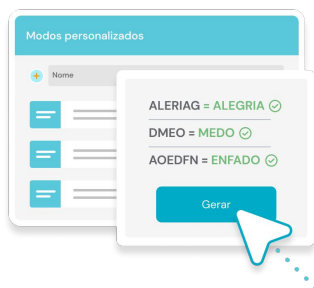 Modos personalizados
Nome
ALERIAG = ALEGRIA
DMEO = MEDO
AOEDFN = ENFADO
Gerar